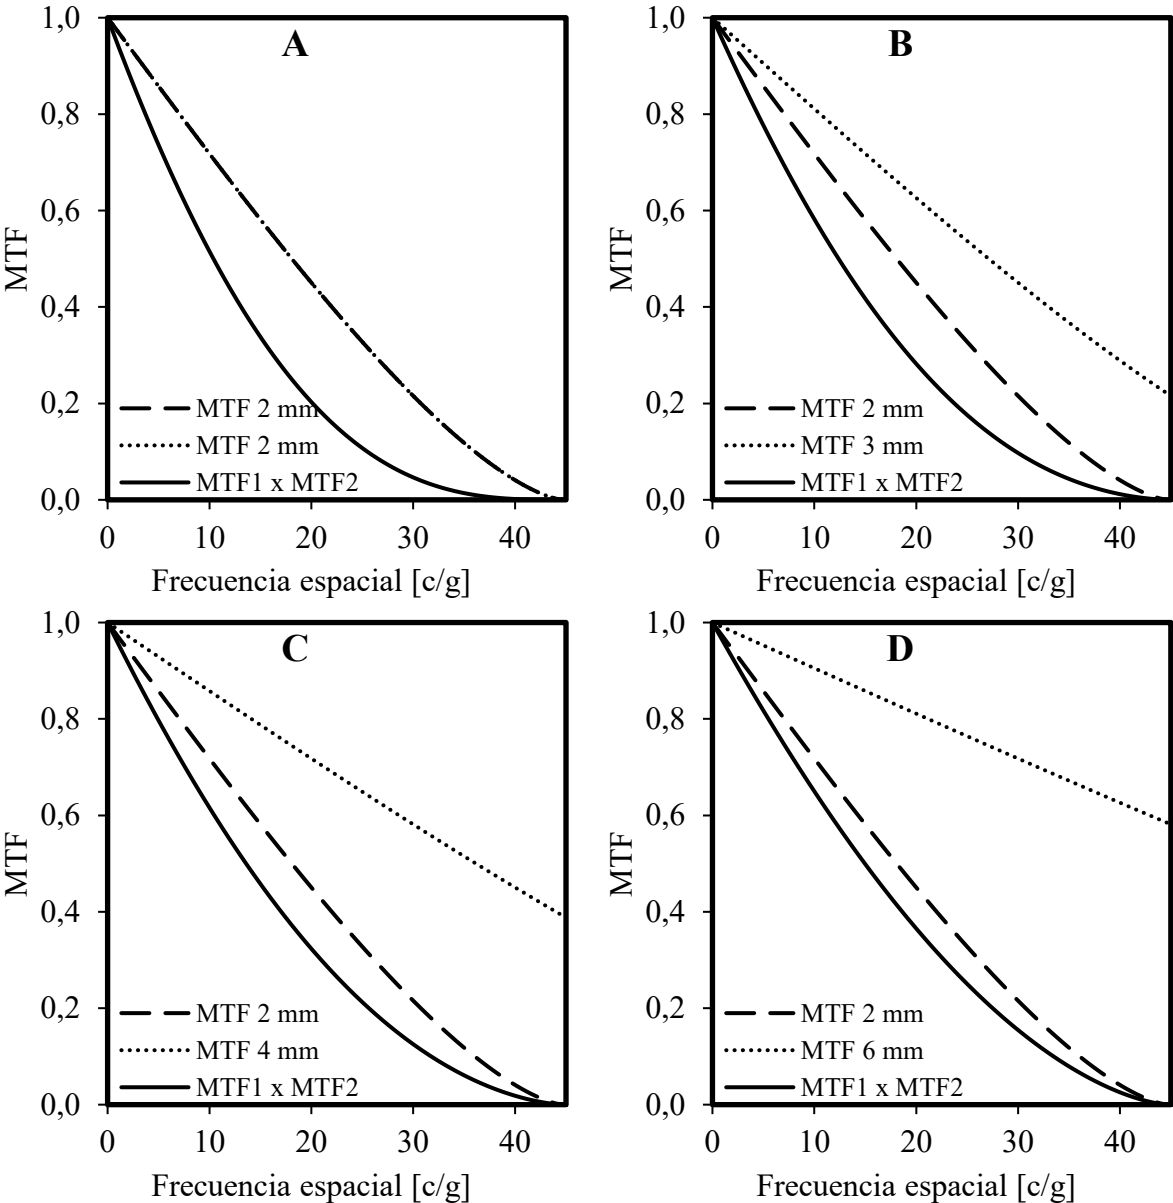 A
MTF
1,0
0,8
0,6
0,4
0,2
0,0
MTF 2 mm
MTF 2 mm
MTF1 x MTF2
0 10 20 30 40
Frecuencia espacial [c/g]
B
MTF
1,0
0,8
0,6
0,4
0,2
0,0
MTF 2 mm
MTF 3 mm
MTF1 x MTF2
0 10 20 30 40
Frecuencia espacial [c/g]
C
MTF
1,0
0,8
0,6
0,4
0,2
0,0
MTF 2 mm
MTF 4 mm
MTF1 x MTF2
0 10 20 30 40
Frecuencia espacial [c/g]
D
MTF
1,0
0,8
0,6
0,4
0,2
0,0
MTF 2 mm
MTF 6 mm
MTF1 x MTF2
0 10 20 30 40
Frecuencia espacial [c/g]